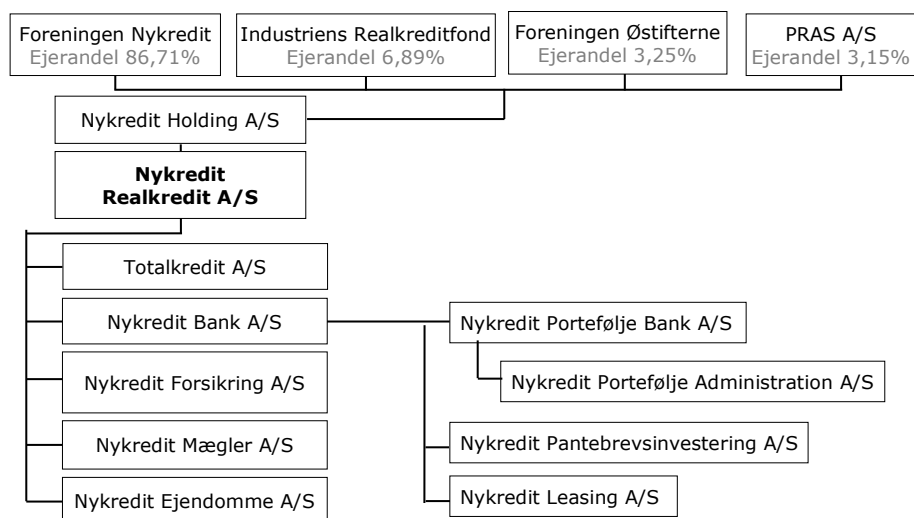 Foreningen Nykredit
Ejerandel 86,71%
Industriens Realkreditfond
Ejerandel 6,89%
Foreningen Østifterne
Ejerandel 3,25%
PRAS A/S
Ejerandel 3,15%
Nykredit Holding A/S
Nykredit
Realkredit A/S
Totalkredit A/S
Nykredit Bank A/S
Nykredit Portefølje Bank A/S
Nykredit Forsikring A/S
Nykredit Portefølje Administration A/S
Nykredit Mægler A/S
Nykredit Pantebrevsinvestering A/S
Nykredit Ejendomme A/S
Nykredit Leasing A/S